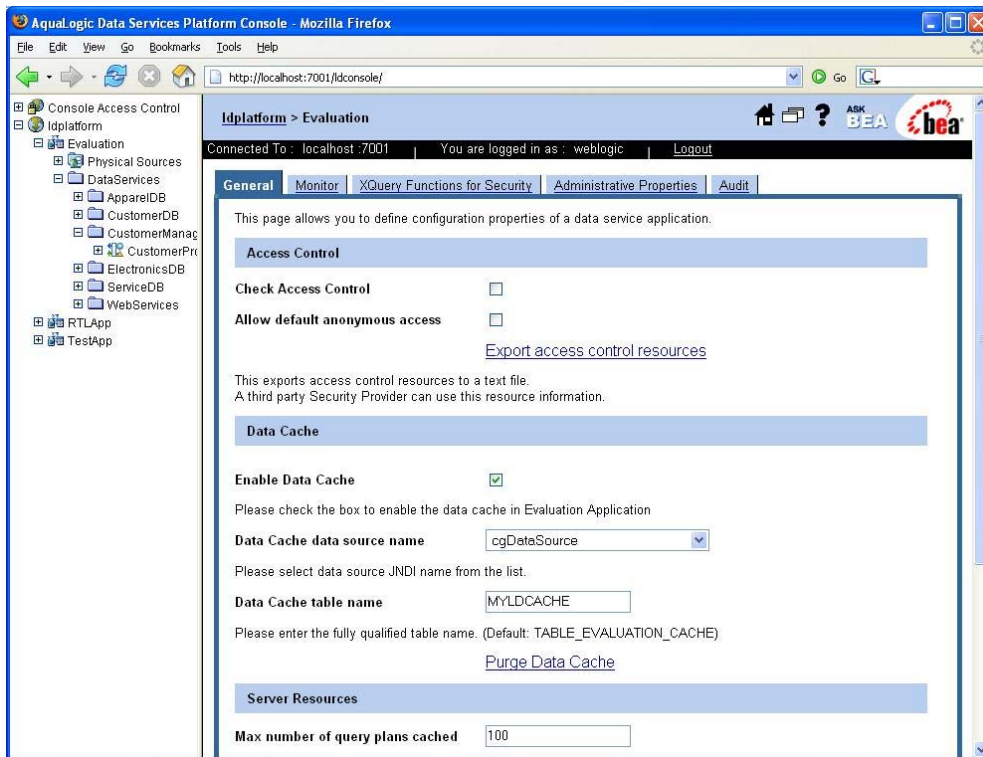 AquaLogic Data Services Platform Console - Mozilla Firefox
File Edit View Go Bookmarks Tools Help
http://localhost:7001/ldconsole/ Go G
Console Access Control
ldplatform
Evaluation
Physical Sources
DataServices
ApparelDB
CustomerDB
CustomerManag
CustomerPro
ElectronicsDB
ServiceDB
WebServices
RTLApp
TestApp
ldplatform > Evaluation ? ASK BEA bea
Connected To : localhost :7001 | You are logged in as : weblogic | Logout
General Monitor XQuery Functions for Security Administrative Properties Audit
This page allows you to define configuration properties of a data service application.
Access Control
Check Access Control
Allow default anonymous access
Export access control resources
This exports access control resources to a text file.
A third party Security Provider can use this resource information.
Data Cache
Enable Data Cache
Please check the box to enable the data cache in Evaluation Application
Data Cache data source name cgDataSource
Please select data source JNDI name from the list.
Data Cache table name MYLDCACHE
Please enter the fully qualified table name. (Default: TABLE_EVALUATION_CACHE)
Purge Data Cache
Server Resources
Max number of query plans cached 100